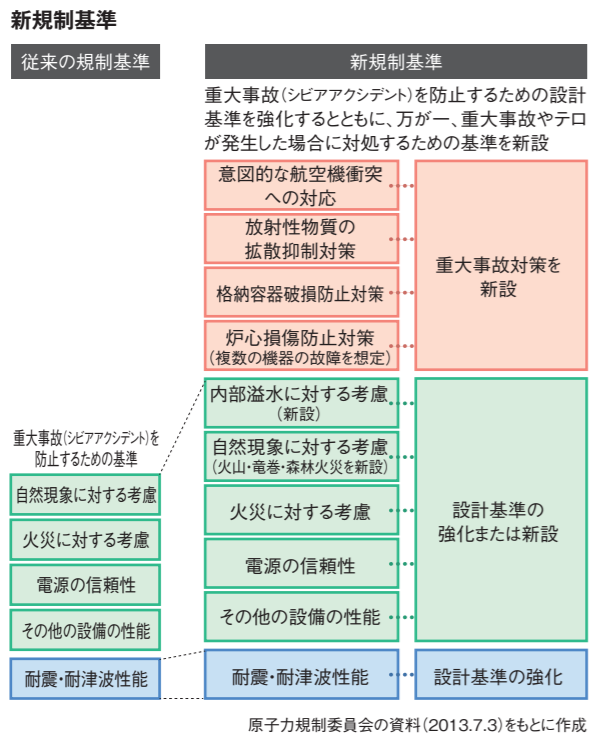 新規制基準
従来の規制基準
新規制基準
重大事故(シビアアクシデント)を防止するための設計
基準を強化するとともに、万が一、重大事故やテロ
が発生した場合に対処するための基準を新設
意図的な航空機衝突
への対応
放射性物質の
拡散抑制対策
格納容器破損防止対策
炉心損傷防止対策
(複数の機器の故障を想定)
重大事故対策を
新設
内部溢水に対する考慮
(新設)
自然現象に対する考慮
(火山・竜巻・森林火災を新設)
火災に対する考慮
電源の信頼性
その他の設備の性能
設計基準の
強化または新設
耐震・耐津波性能
設計基準の強化
重大事故(シビアアクシデント)を
防止するための基準
自然現象に対する考慮
火災に対する考慮
電源の信頼性
その他の設備の性能
耐震・耐津波性能
原子力規制委員会の資料(2013.7.3)をもとに作成